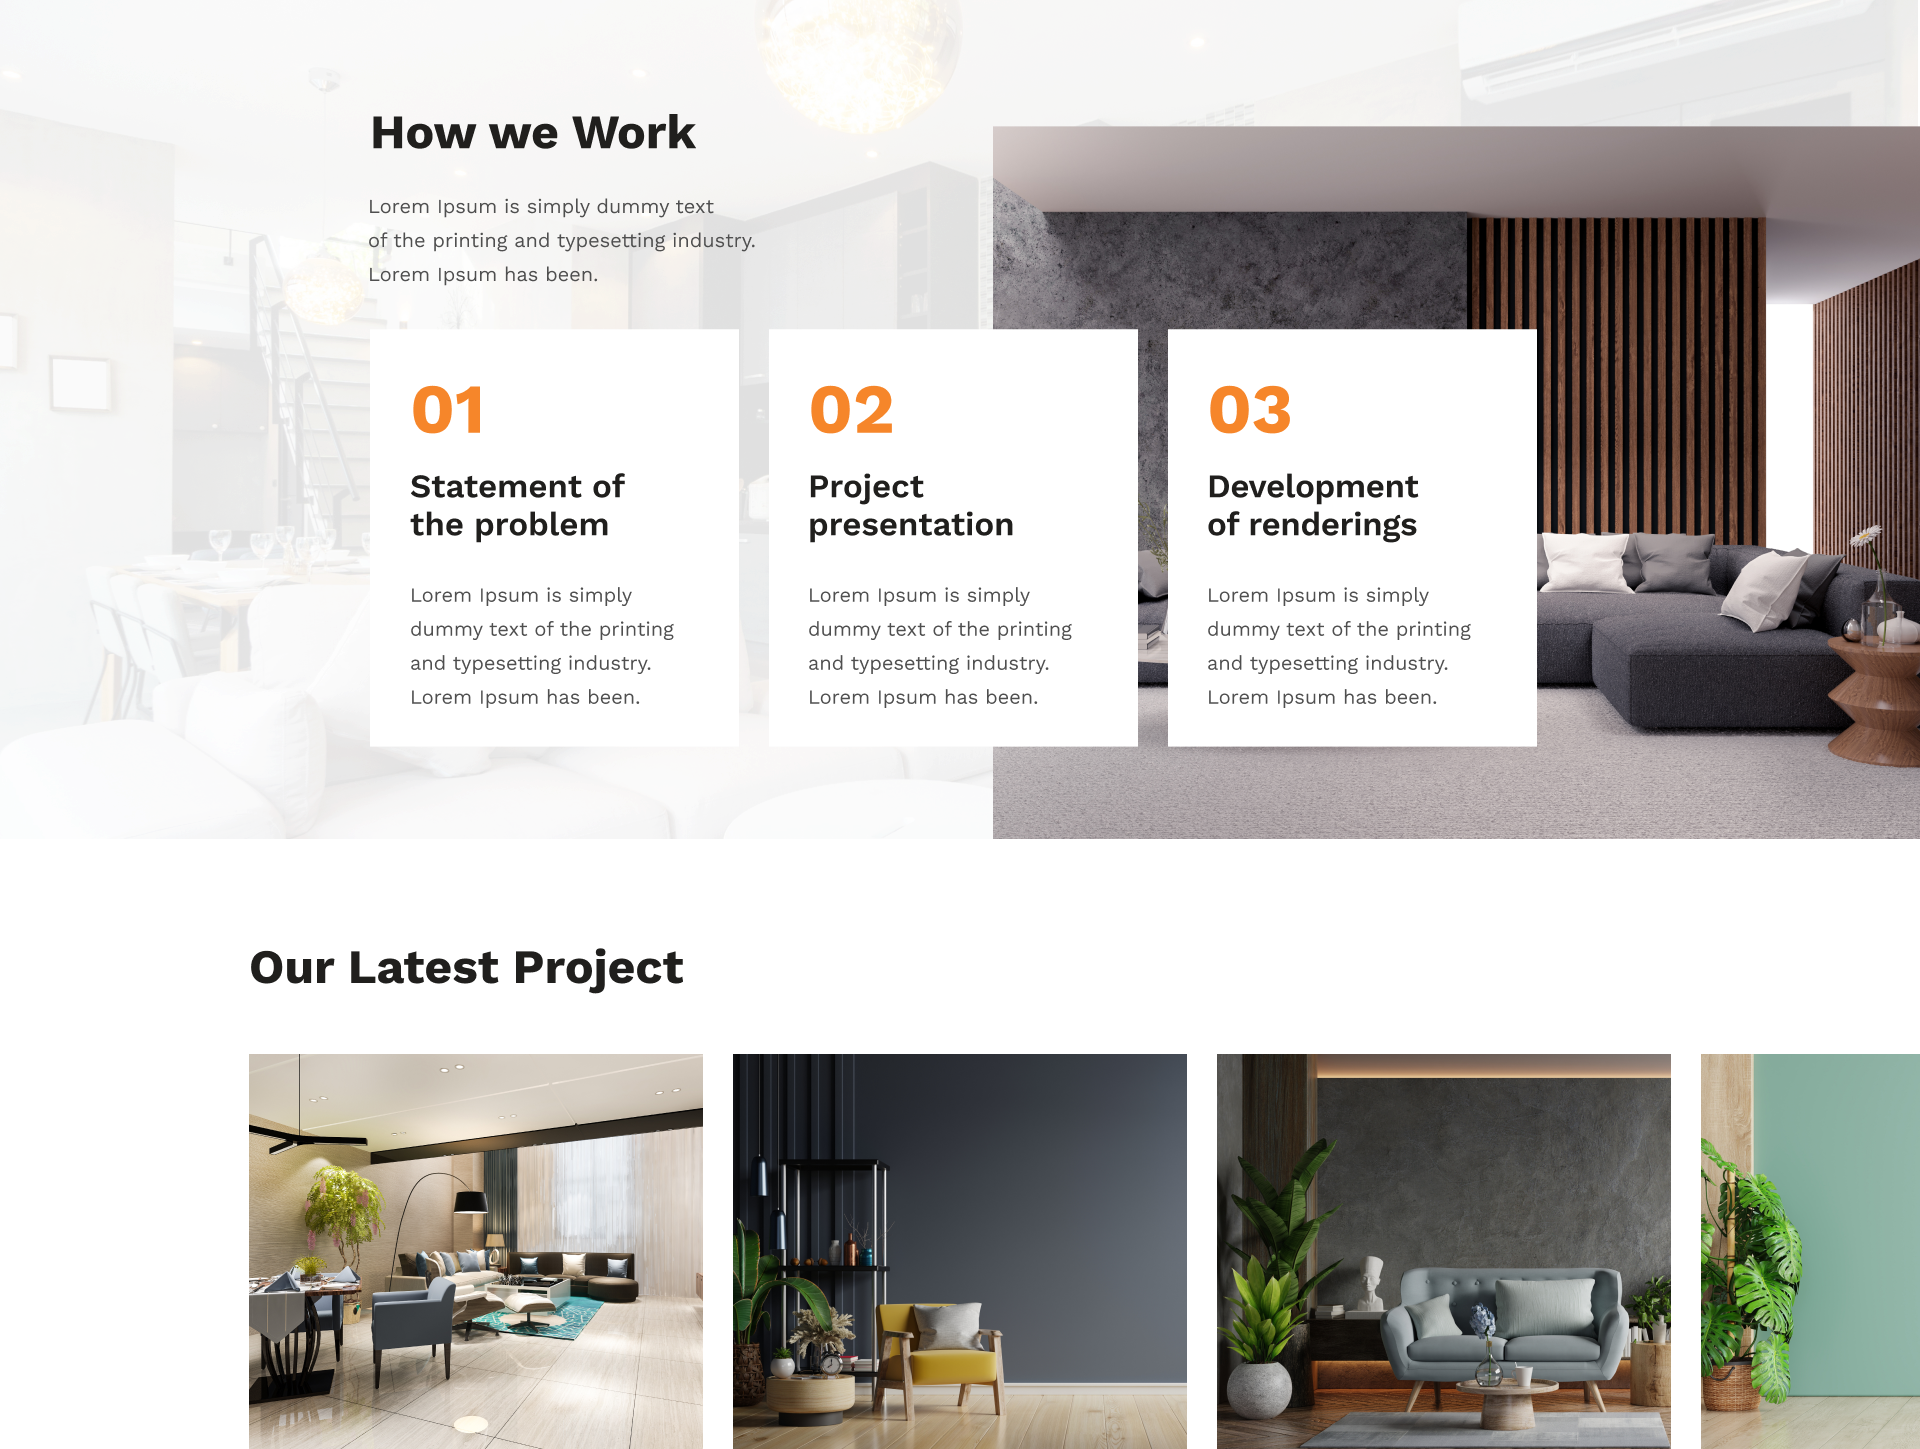 How we Work
Lorem Ipsum is simply dummy text
of the printing and typesetting industry.
Lorem Ipsum has been.
01
Statement of
the problem
Lorem Ipsum is simply
dummy text of the printing
and typesetting industry.
Lorem Ipsum has been.
02
Project
presentation
Lorem Ipsum is simply
dummy text of the printing
and typesetting industry.
Lorem Ipsum has been.
03
Development
of renderings
Lorem Ipsum is simply
dummy text of the printing
and typesetting industry.
Lorem Ipsum has been.
Our Latest Project